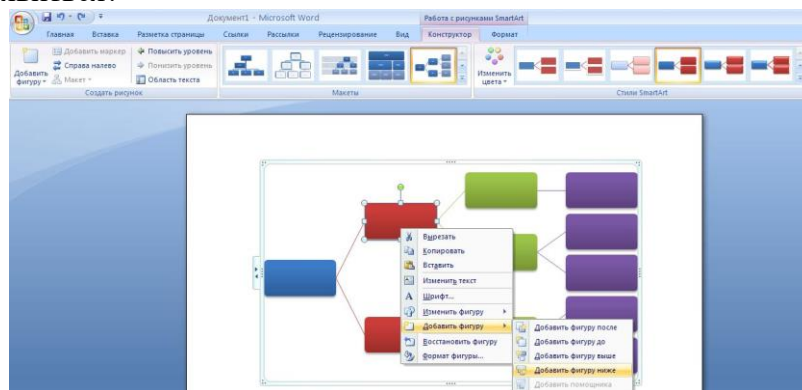 Документ1 - Microsoft Word
Работа с рисунками SmartArt
Главная Вставка Разметка страницы Ссылки Рассылки Рецензирование Вид Конструктор Формат
Добавить фигуру
Добавить маркер
Справа налево
Макет
Повысить уровень
Понизить уровень
Область текста
Изменить цвета
Создать рисунок
Макеты
Стили SmartArt
Вырезать
Копировать
Вставить
Изменить текст
Шрифт...
Изменить фигуру
Добавить фигуру
Восстановить фигуру
Формат фигуры...
Добавить фигуру после
Добавить фигуру до
Добавить фигуру выше
Добавить фигуру ниже
Добавить помощника